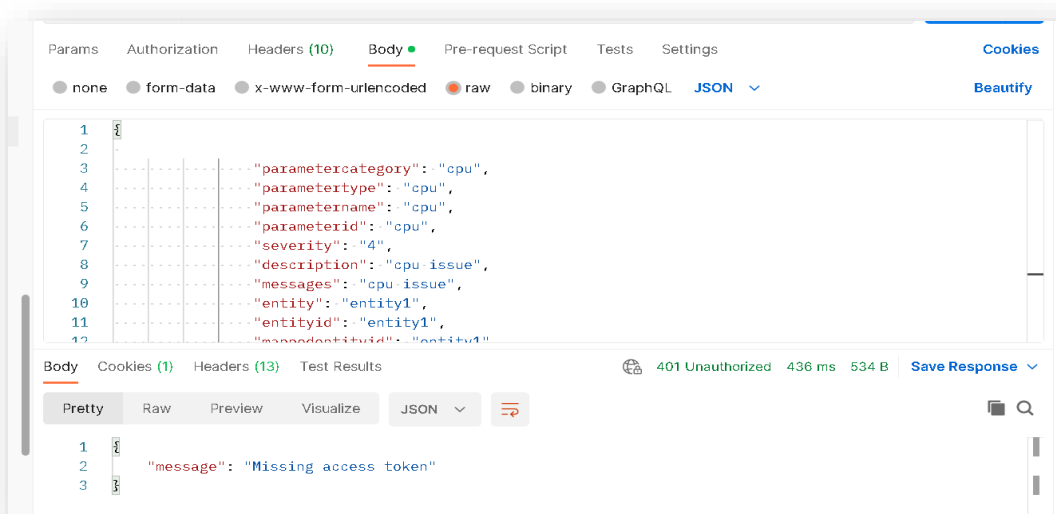 Params Authorization Headers (10) Body Pre-request Script Tests Settings Cookies
none form-data x-www-form-urlencoded raw binary GraphQL JSON Beautify
1 {
2
3 "parametercategory": "cpu",
4 "parametertype": "cpu",
5 "parametername": "cpu",
6 "parameterid": "cpu",
7 "severity": "4",
8 "description": "cpu issue",
9 "messages": "cpu issue",
10 "entity": "entity1",
11 "entityid": "entity1",
12 "mappedentityid": "entity1"
Body Cookies (1) Headers (13) Test Results 401 Unauthorized 436 ms 534 B Save Response
Pretty Raw Preview Visualize JSON
1 {
2 "message": "Missing access token"
3 }